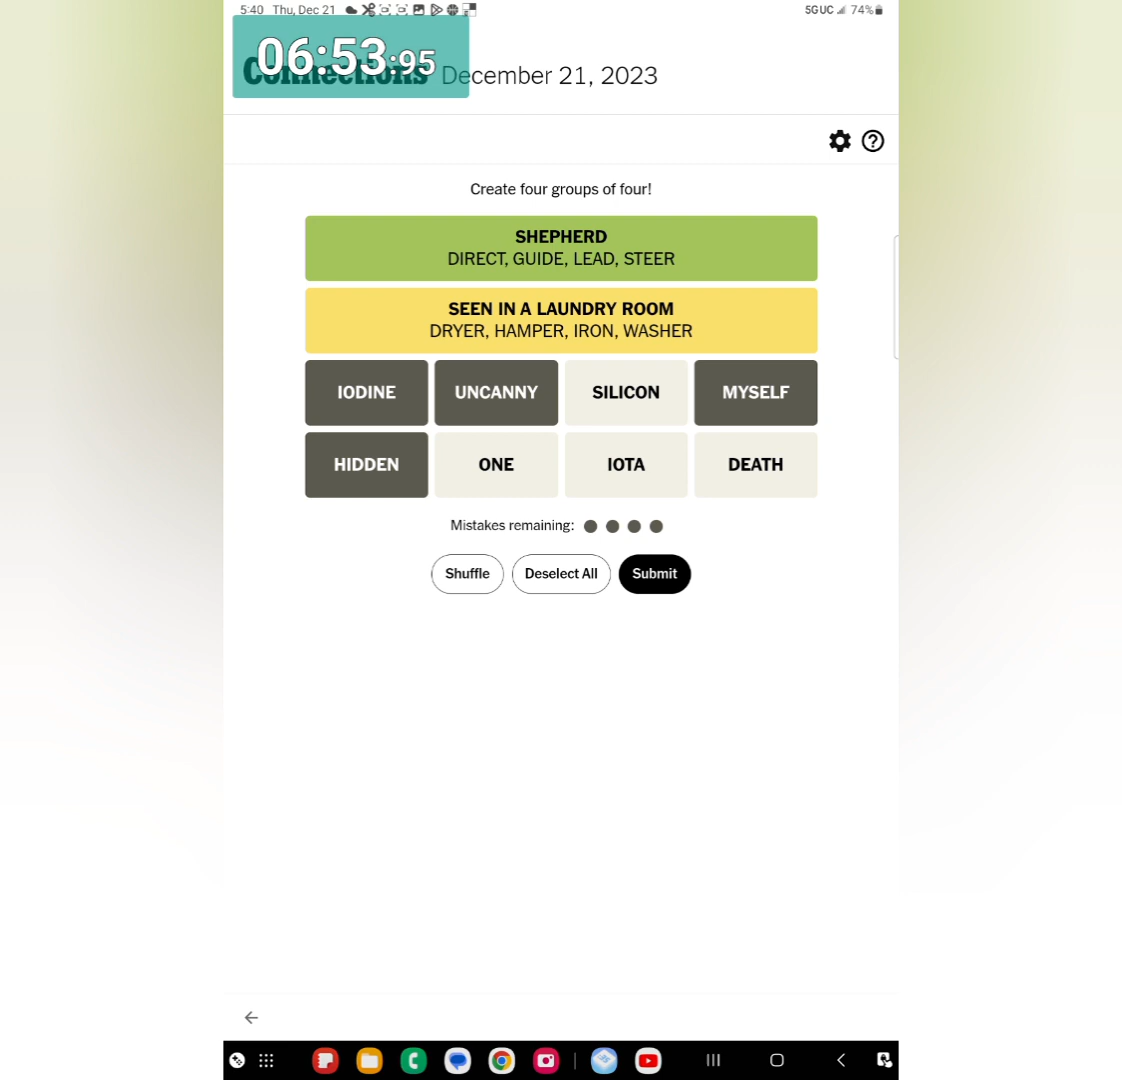 5:40 Thu, Dec 21
5G UC 74%
06:53:95
Connections December 21, 2023
Create four groups of four!
SHEPHERD
DIRECT, GUIDE, LEAD, STEER
SEEN IN A LAUNDRY ROOM
DRYER, HAMPER, IRON, WASHER
IODINE UNCANNY SILICON MYSELF
HIDDEN ONE IOTA DEATH
Mistakes remaining:
Shuffle Deselect All Submit